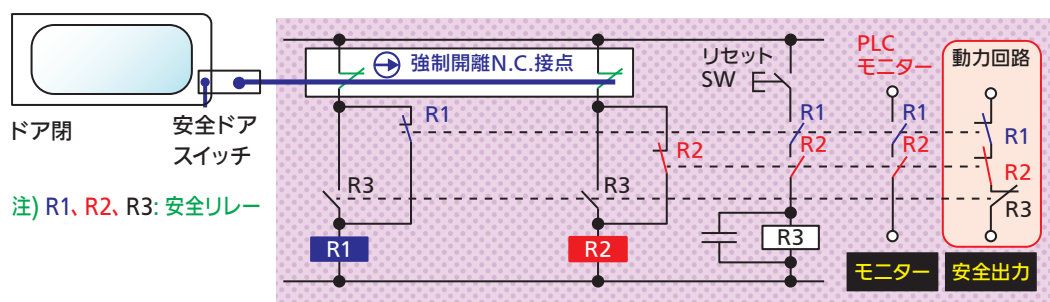 ドア閉
安全ドア
スイッチ
注) R1、R2、R3: 安全リレー
強制開離N.C.接点
R1
R3
R1
R2
R3
R2
リセット
SW
R1
R2
R3
PLC
モニター
R1
R2
モニター
動力回路
R1
R2
R3
安全出力